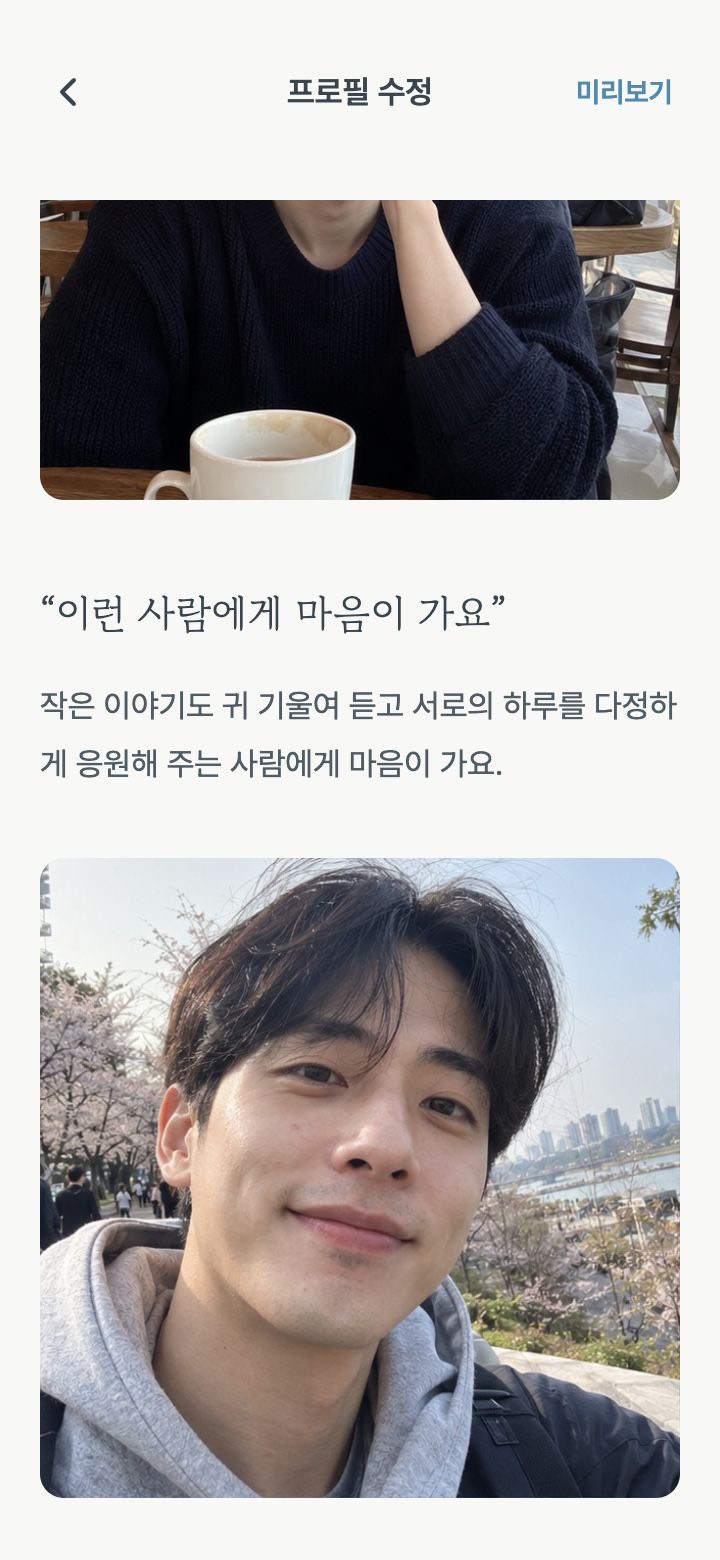 프로필 수정
미리보기
“이런 사람에게 마음이 가요”
작은 이야기도 귀 기울여 듣고 서로의 하루를 다정하
게 응원해 주는 사람에게 마음이 가요.